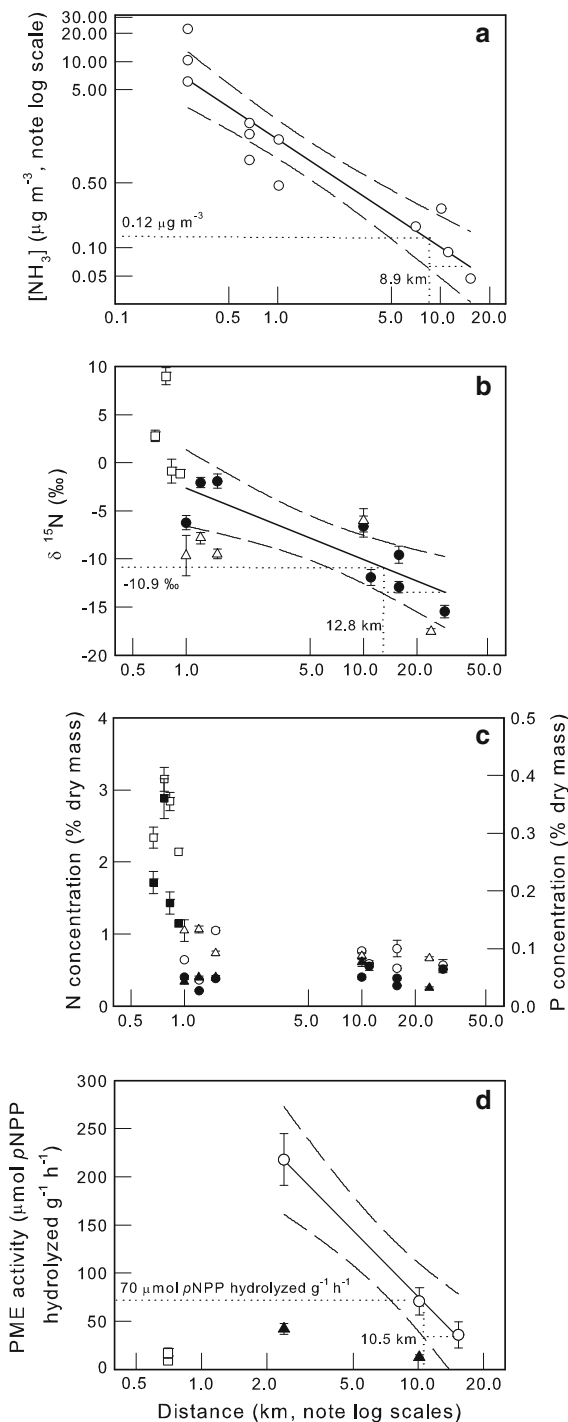 a
[NH₃] (μg m⁻³, note log scale)
30.00
10.00
5.00
0.50
0.10
0.05
0.12 μg m⁻³
8.9 km
0.1 0.5 1.0 5.0 10.0 20.0
b
δ ¹⁵N (‰)
10
5
0
-5
-10
-15
-20
-10.9 ‰
12.8 km
0.5 1.0 5.0 10.0 50.0
c
N concentration (% dry mass)
4
3
2
1
0
P concentration (% dry mass)
0.5
0.4
0.3
0.2
0.1
0.0
0.5 1.0 5.0 10.0 50.0
d
PME activity (μmol pNPP
hydrolyzed g⁻¹ h⁻¹)
300
250
200
150
100
50
0
70 μmol pNPP hydrolyzed g⁻¹ h⁻¹
10.5 km
0.5 1.0 2.0 5.0 10.0 20.0
Distance (km, note log scales)